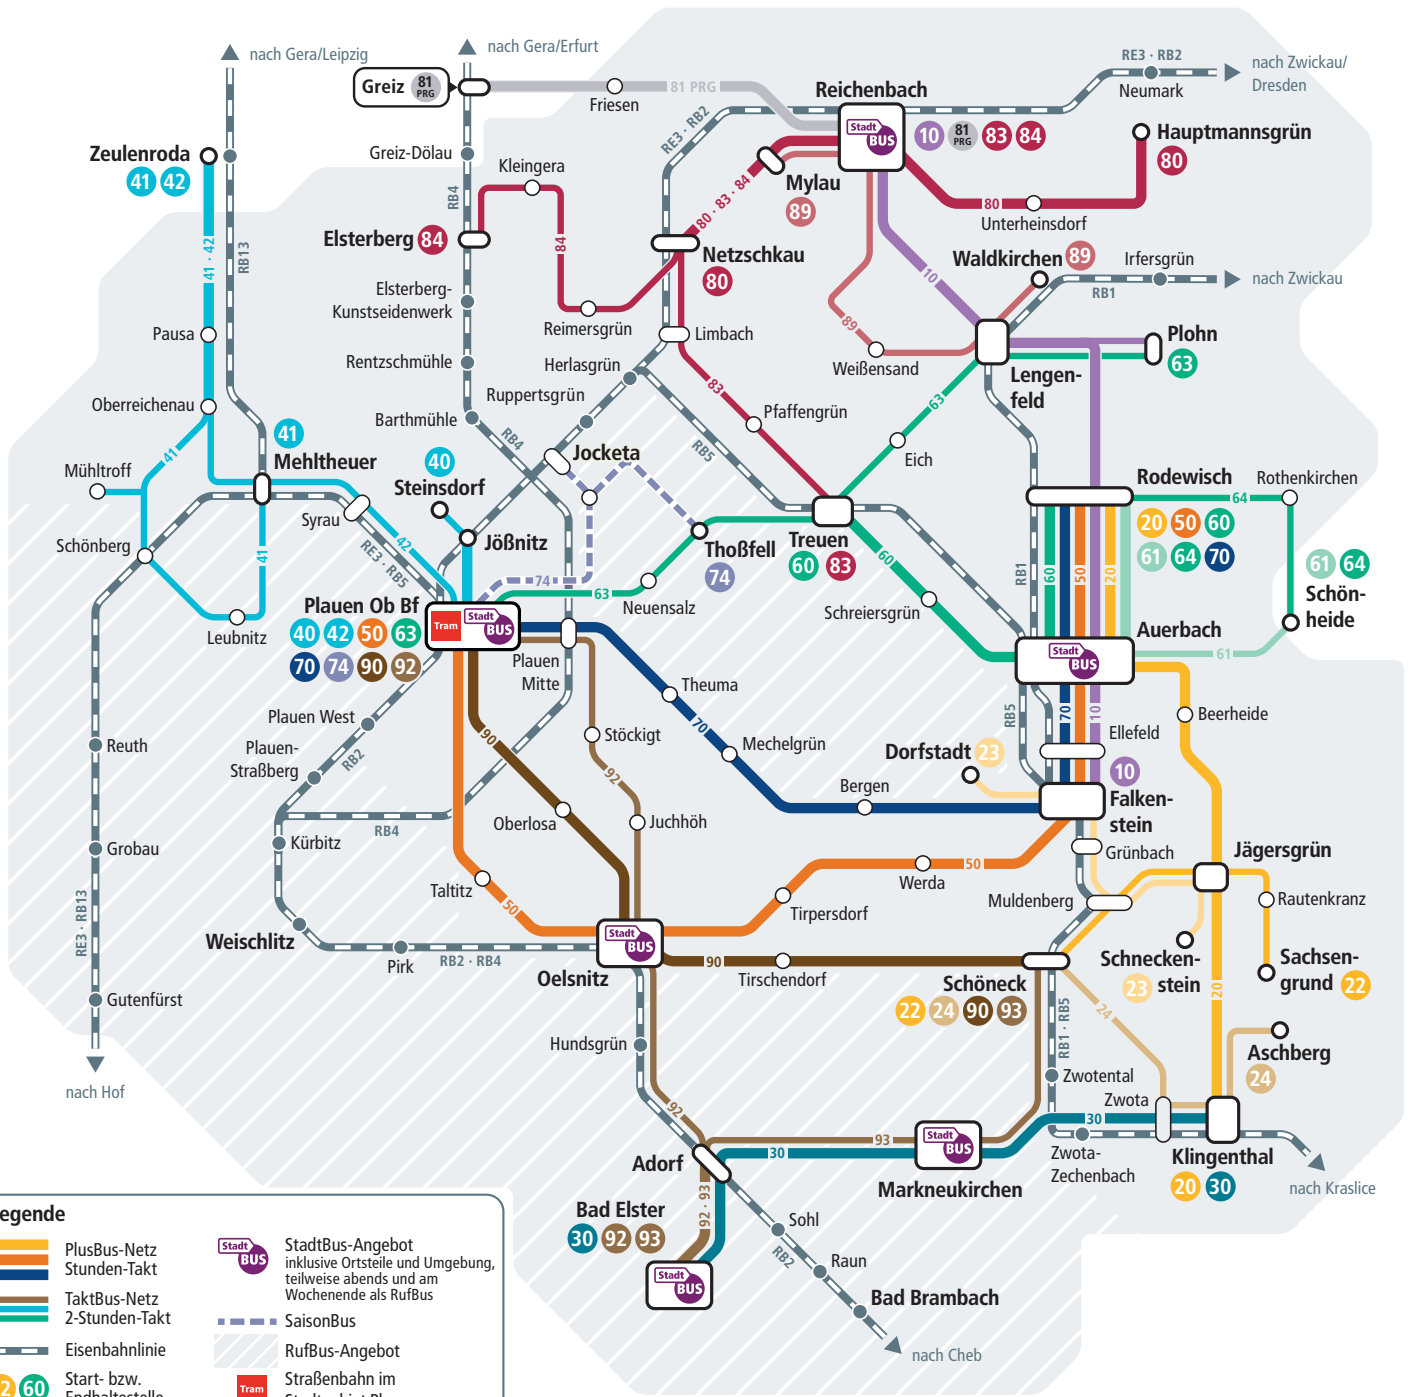 nach Gera/Leipzig
nach Gera/Erfurt
RE3 · RB2
nach Zwickau/
Dresden
Neumark
Greiz 81 PRG
Friesen
81 PRG
Reichenbach
Stadt BUS
10 81 PRG 83 84
Hauptmannsgrün
80
Zeulenroda
41 42
Greiz-Dölau
Kleingera
RE3 · RB2
Mylau
89
80 · 83 · 84
80
Unterheinsdorf
RB4
Elsterberg 84
84
Netzschkau
80
41 · 42
RB13
10
Waldkirchen 89
Irfersgrün
RB1
nach Zwickau
Elsterberg-
Kunstseidenwerk
Reimersgrün
Limbach
89
Weißensand
Pausa
Rentzschmühle
Herlasgrün
Lengen-
feld
Plohn
63
Oberreichenau
Ruppertsgrün
Barthmühle
83
Pfaffengrün
63
Eich
41
Mühltroff
41
Mehltheuer
RB4
Jocketa
RB5
40
Steinsdorf
Syrau
42
RE3 · RB5
Jößnitz
Rodewisch
20 50 60
61 64 70
64
Rothenkirchen
61 64
Schön-
heide
Schönberg
41
Leubnitz
Thoßfell
74
Treuen
60 83
60
Schreiersgrün
RB1
60
50
20
74
63
Neuensalz
Plauen Ob Bf
40 42 50 63
70 74 90 92
Tram
Stadt BUS
Plauen
Mitte
Auerbach
Stadt BUS
61
Beerheide
Theuma
70
Mechelgrün
Bergen
Plauen West
Plauen-
Straßberg
RB2
90
Stöckigt
92
RB5
70
10
Ellefeld
10
Dorfstadt 23
Falken-
stein
Reuth
Grobau
RB4
Kürbitz
Oberlosa
Juchhöh
Grünbach
Jägersgrün
Taltitz
50
Werda
50
Tirpersdorf
Muldenberg
Rautenkranz
RE3 · RB13
Weischlitz
Pirk
RB2 · RB4
Stadt BUS
Oelsnitz
90
Tirschendorf
Schöneck
22 24 90 93
Schnecken-
23 stein
Sachsen-
grund 22
20
Gutenfürst
24
RB1 · RB5
Aschberg
24
Hundsgrün
nach Hof
Zwotental
Zwota
92
93
30
30
Stadt BUS
Adorf
Markneukirchen
Zwota-
Zechenbach
Klingenthal
20 30
nach Kraslice
92 · 93
Bad Elster
30 92 93
Stadt BUS
Sohl
RB2
Raun
Bad Brambach
nach Cheb
egende
PlusBus-Netz
Stunden-Takt
TaktBus-Netz
2-Stunden-Takt
Eisenbahnlinie
2 60 Start- bzw.
Stadt BUS
StadtBus-Angebot
inklusive Ortsteile und Umgebung,
teilweise abends und am
Wochenende als RufBus
SaisonBus
RufBus-Angebot
Tram
Straßenbahn im